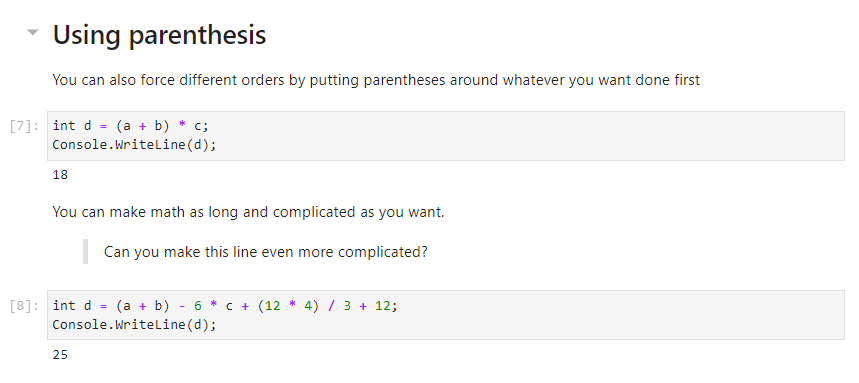 Using parenthesis
You can also force different orders by putting parentheses around whatever you want done first
[7]: int d = (a + b) * c;
Console.WriteLine(d);
18
You can make math as long and complicated as you want.
Can you make this line even more complicated?
[8]: int d = (a + b) - 6 * c + (12 * 4) / 3 + 12;
Console.WriteLine(d);
25